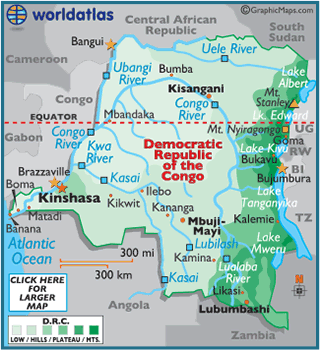 worldatlas
© GraphicMaps.com
Central African
Republic
South
Sudan
Bangui
Cameroon
Uele River
Ubangi
River
Bumba
Lake
Albert
Kisangani
Mt.
Stanley
Congo
Congo
River
Lk. Edward
EQUATOR
Mbandaka
Mt. Nyiragongo
UG
Gabon
Congo
River
Democratic
Republic
of the
Congo
Goma
RW
Lake Kivu
Kwa
River
Bukavu
BI
Brazzaville
Kasai
Bujumbura
Boma
Ilebo
Lake
Tanganyika
Kinshasa
Kikwit
Kananga
Matadi
Mbuji-
Mayi
Kalemie
TZ
Banana
Lubilash
Lake
Mweru
Atlantic
Ocean
300 mi
Kamina
300 km
Lualaba
River
CLICK HERE
FOR
LARGER
MAP
Kasai
N
Angola
Likasi
D.R.C.
Lubumbashi
LOW / HILLS / PLATEAU / MTS.
Zambia